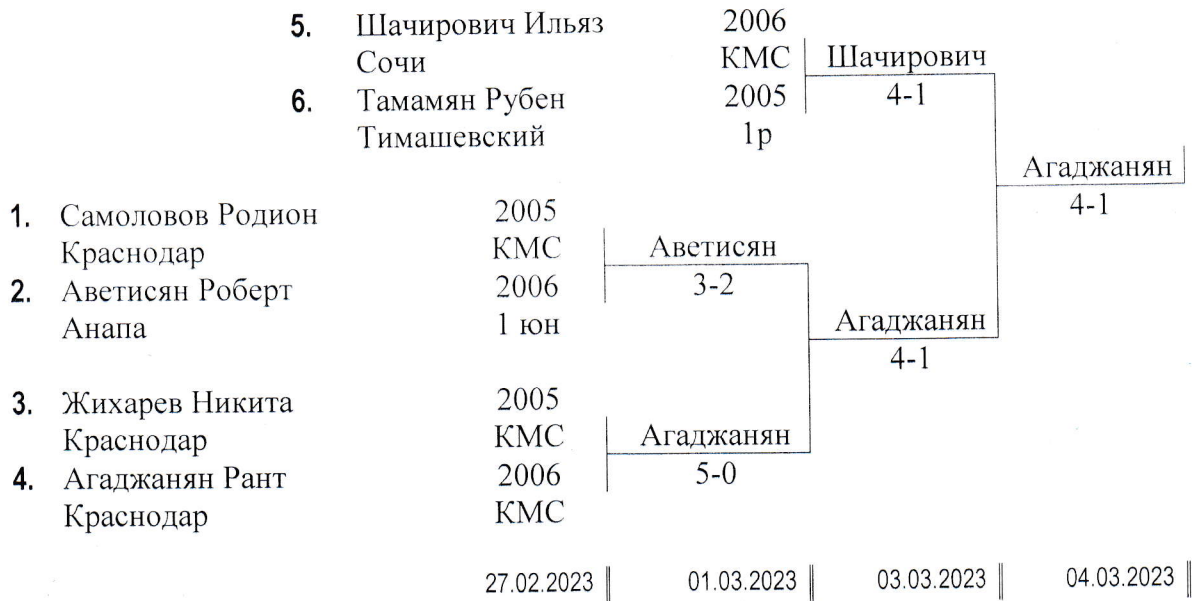 5. Шачирович Ильяз 2006
Сочи КМС Шачирович
6. Тамамян Рубен 2005 4-1
Тимашевский 1р
Агаджанян
4-1
1. Самоловов Родион 2005
Краснодар КМС Аветисян
2. Аветисян Роберт 2006 3-2
Анапа 1 юн Агаджанян
4-1
3. Жихарев Никита 2005
Краснодар КМС Агаджанян
4. Агаджанян Рант 2006 5-0
Краснодар КМС
27.02.2023 01.03.2023 03.03.2023 04.03.2023